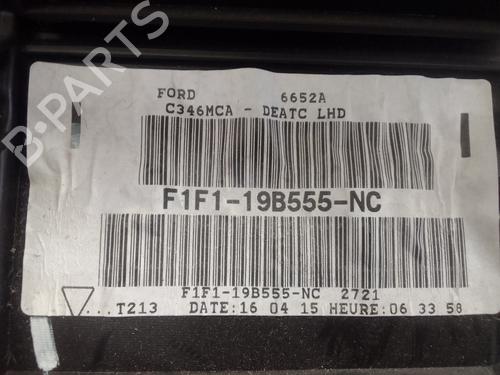 FORD 6652A
C346MCA - DEATC LHD
F1F1-19B555-NC
F1F1-19B555-NC 2721
...T213 DATE:16 04 15 HEURE:06 33 58
B-PARTS